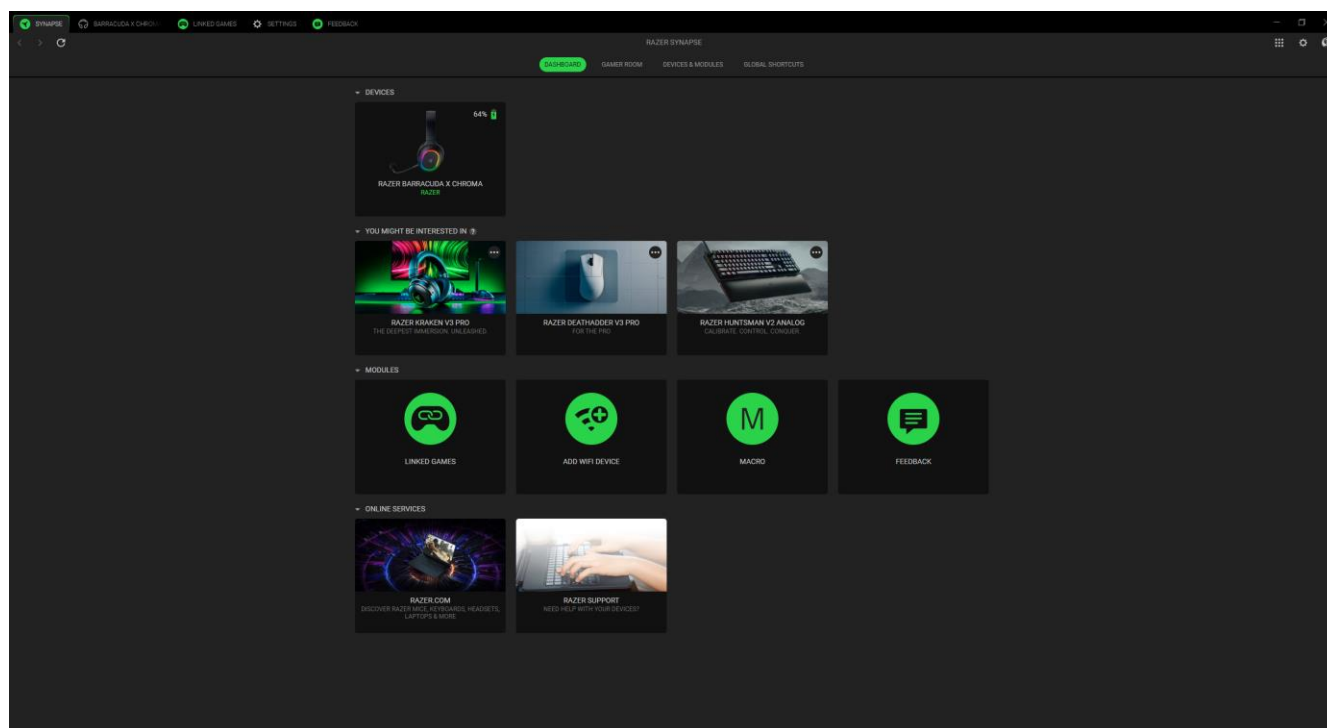 SYNAPSE
BARRACUDA X CHRO
LINKED GAMES
SETTINGS
FEEDBACK
RAZER SYNAPSE
DASHBOARD
GAMER ROOM
DEVICES & MODULES
GLOBAL SHORTCUTS
DEVICES
64%
RAZER BARRACUDA X CHROMA
RAZER
YOU MIGHT BE INTERESTED IN
RAZER KRAKEN V3 PRO
THE DEEPEST IMMERSION. UNLEASHED.
RAZER DEATHADDER V3 PRO
FOR THE PRO
RAZER HUNTSMAN V2 ANALOG
CALIBRATE. CONTROL. CONQUER.
MODULES
LINKED GAMES
ADD WIFI DEVICE
M
MACRO
FEEDBACK
ONLINE SERVICES
RAZER.COM
DISCOVER RAZER MICE, KEYBOARDS, HEADSETS,
LAPTOPS & MORE
RAZER SUPPORT
NEED HELP WITH YOUR DEVICES?